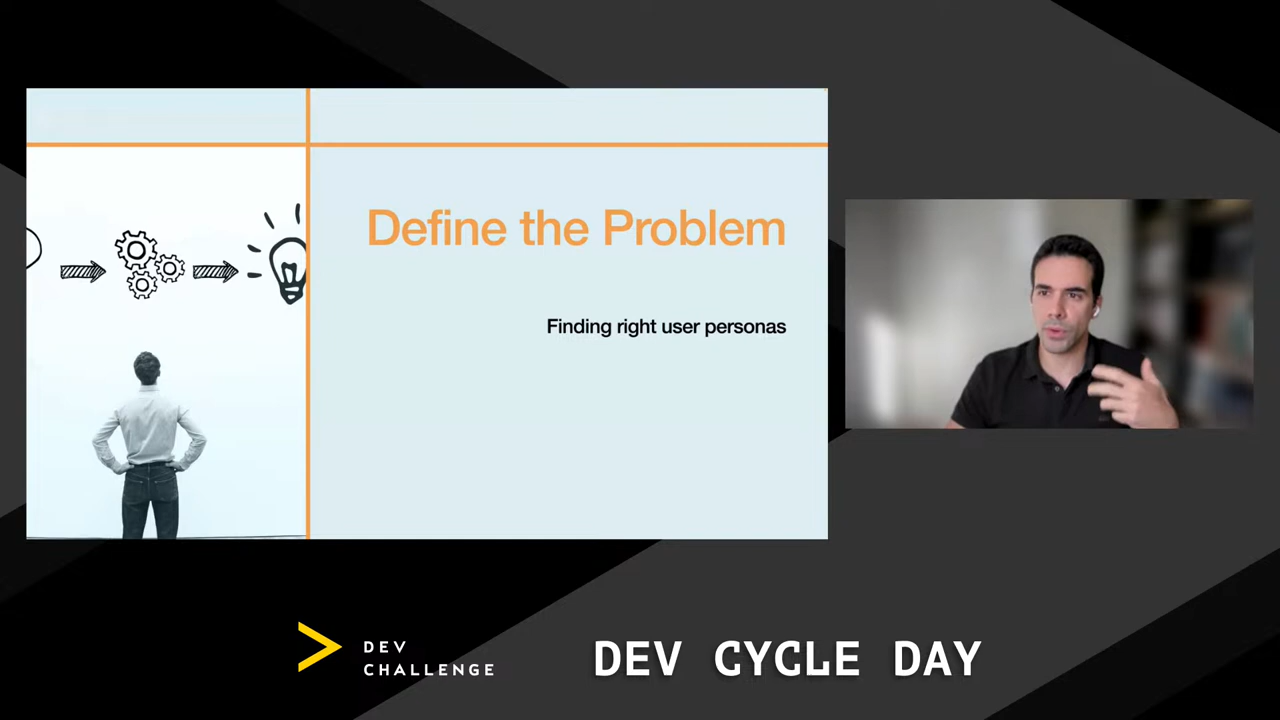 Define the Problem
Finding right user personas
DEV
CHALLENGE
DEV CYCLE DAY